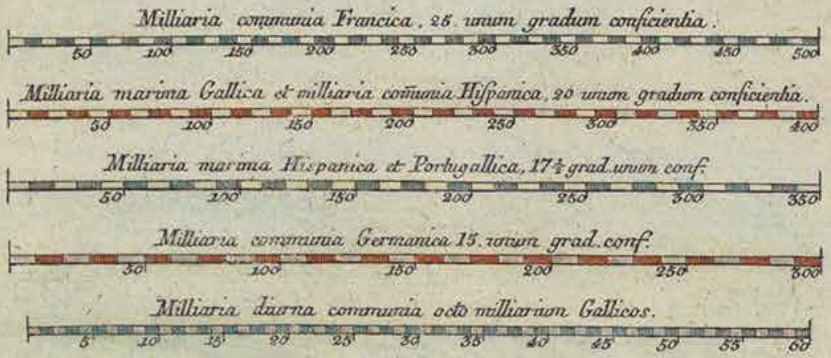 Milliaria communia Francica, 25. unum gradum conficientia.
50 100 150 200 250 300 350 400 450 500
Milliaria marima Gallica et milliaria com̄unia Hispanica, 20 unum gradum conficientia.
50 100 150 200 250 300 350 400
Milliaria marima Hispanica et Portugallica, 17½ grad. unum conf.
50 100 150 200 250 300 350
Milliaria communia Germanica 15. unum grad. conf.
50 100 150 200 250 300
Milliaria diurna communia octo milliarium Gallicos.
5 10 15 20 25 30 35 40 45 50 55 60